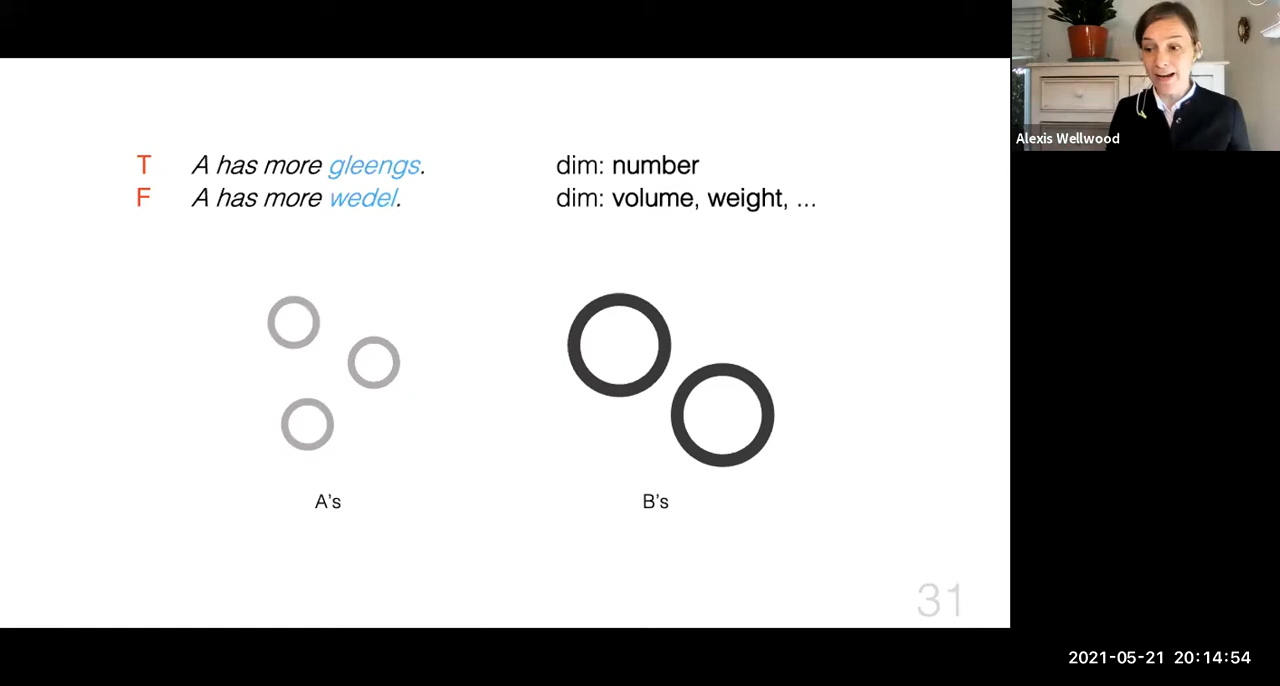 T A has more gleengs. dim: number
F A has more wedel. dim: volume, weight, ...
A's B's
31
Alexis Wellwood
2021-05-21 20:14:54